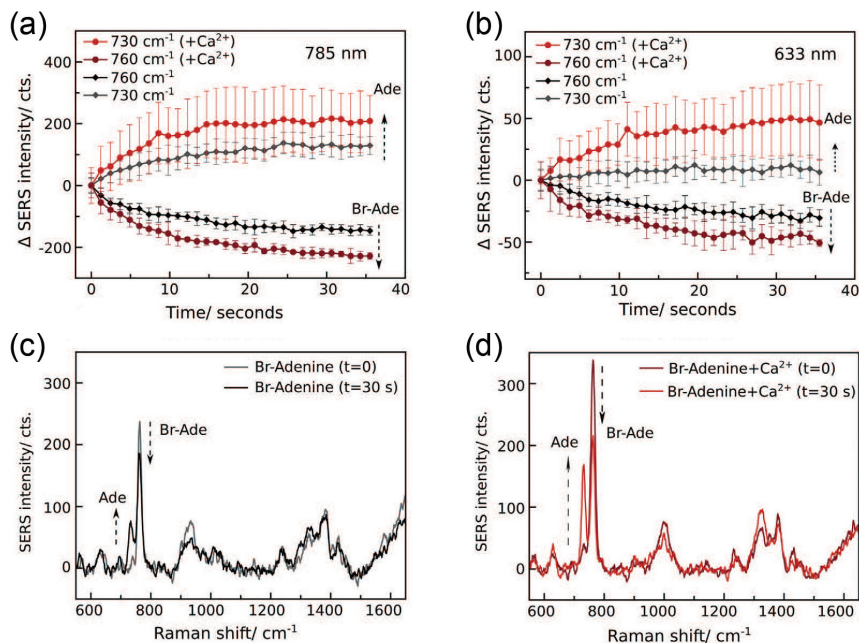 (a)
730 cm⁻¹ (+Ca²⁺)
760 cm⁻¹ (+Ca²⁺)
760 cm⁻¹
730 cm⁻¹
785 nm
Ade
Br-Ade
400
200
0
-200
Δ SERS intensity/ cts.
0 10 20 30 40
Time/ seconds
(b)
730 cm⁻¹ (+Ca²⁺)
760 cm⁻¹ (+Ca²⁺)
760 cm⁻¹
730 cm⁻¹
633 nm
Ade
Br-Ade
100
50
0
-50
Δ SERS intensity/ cts.
0 10 20 30 40
Time/ seconds
(c)
Br-Adenine (t=0)
Br-Adenine (t=30 s)
Br-Ade
Ade
300
200
100
0
SERS intensity/ cts.
600 800 1000 1200 1400 1600
Raman shift/ cm⁻¹
(d)
Br-Adenine+Ca²⁺ (t=0)
Br-Adenine+Ca²⁺ (t=30 s)
Ade
Br-Ade
300
200
100
0
SERS intensity/ cts.
600 800 1000 1200 1400 1600
Raman shift/ cm⁻¹